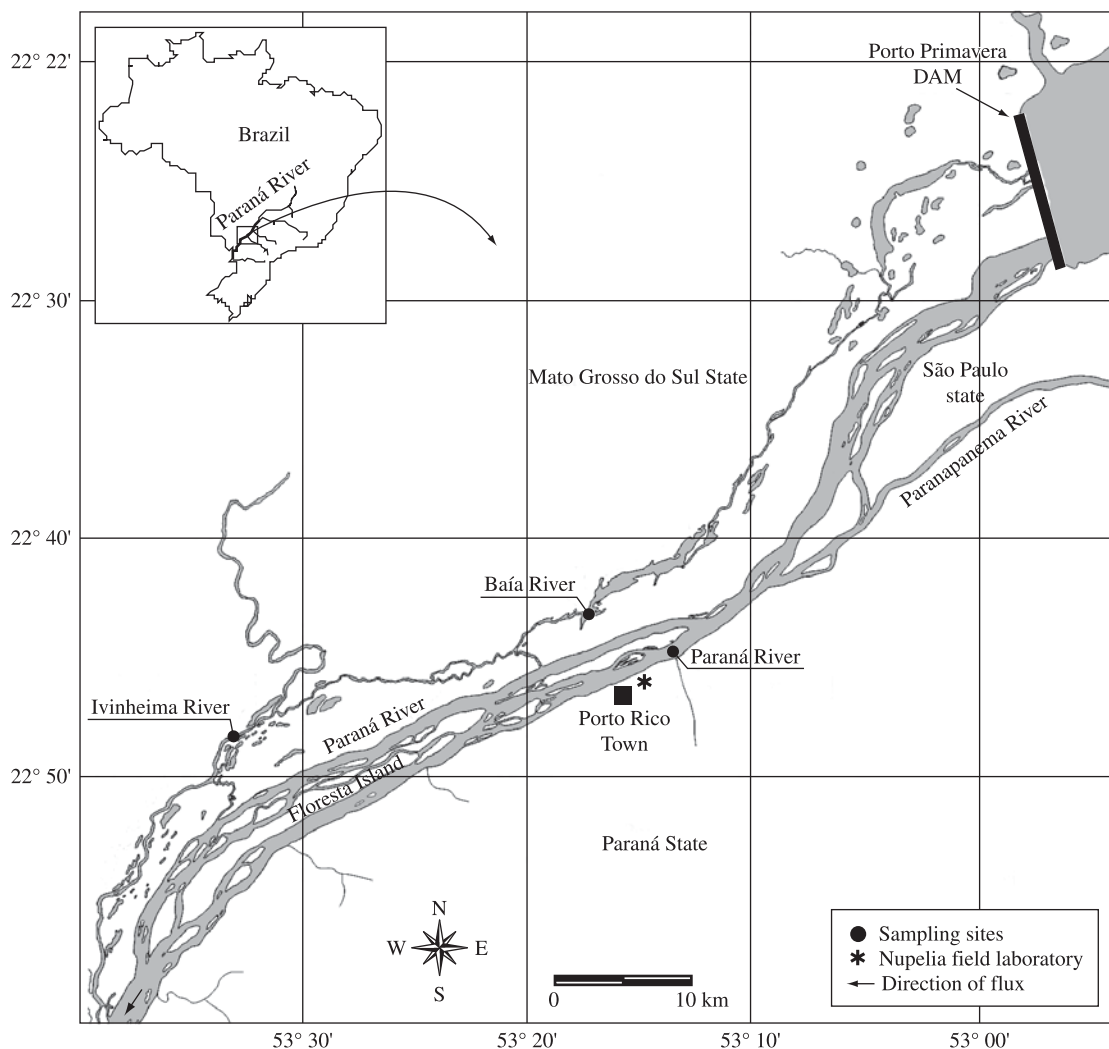 22° 22'
22° 30'
22° 40'
22° 50'
Brazil
Paraná River
Porto Primavera
DAM
Mato Grosso do Sul State
São Paulo
state
Paranapanema River
Baía River
Paraná River
Ivinheima River
Paraná River
Porto Rico
Town
Floresta Island
Paraná State
N
W
E
S
0
10 km
Sampling sites
Nupelia field laboratory
Direction of flux
53° 30'
53° 20'
53° 10'
53° 00'